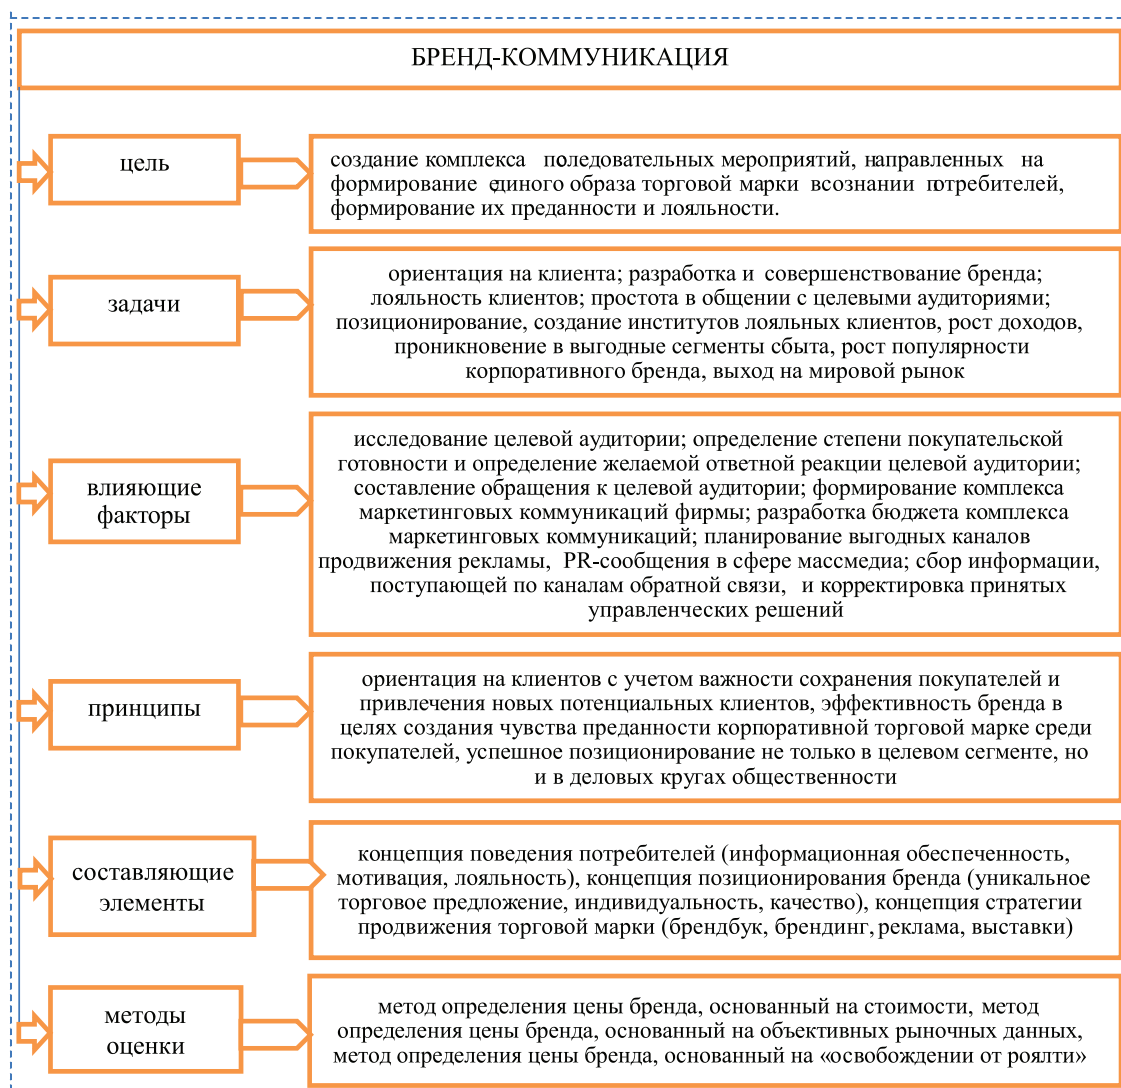 БРЕНД-КОММУНИКАЦИЯ
цель
создание комплекса поледовательных мероприятий, направленных на
формирование единого образа торговой марки всознании потребителей,
формирование их преданности и лояльности.
задачи
ориентация на клиента; разработка и совершенствование бренда;
лояльность клиентов; простота в общении с целевыми аудиториями;
позиционирование, создание институтов лояльных клиентов, рост доходов,
проникновение в выгодные сегменты сбыта, рост популярности
корпоративного бренда, выход на мировой рынок
влияющие
факторы
исследование целевой аудитории; определение степени покупательской
готовности и определение желаемой ответной реакции целевой аудитории;
составление обращения к целевой аудитории; формирование комплекса
маркетинговых коммуникаций фирмы; разработка бюджета комплекса
маркетинговых коммуникаций; планирование выгодных каналов
продвижения рекламы, PR-сообщения в сфере массмедиа; сбор информации,
поступающей по каналам обратной связи, и корректировка принятых
управленческих решений
принципы
ориентация на клиентов с учетом важности сохранения покупателей и
привлечения новых потенциальных клиентов, эффективность бренда в
целях создания чувства преданности корпоративной торговой марке среди
покупателей, успешное позиционирование не только в целевом сегменте, но
и в деловых кругах общественности
составляющие
элементы
концепция поведения потребителей (информационная обеспеченность,
мотивация, лояльность), концепция позиционирования бренда (уникальное
торговое предложение, индивидуальность, качество), концепция стратегии
продвижения торговой марки (брендбук, брендинг, реклама, выставки)
методы
оценки
метод определения цены бренда, основанный на стоимости, метод
определения цены бренда, основанный на объективных рыночных данных,
метод определения цены бренда, основанный на «освобождении от роялти»